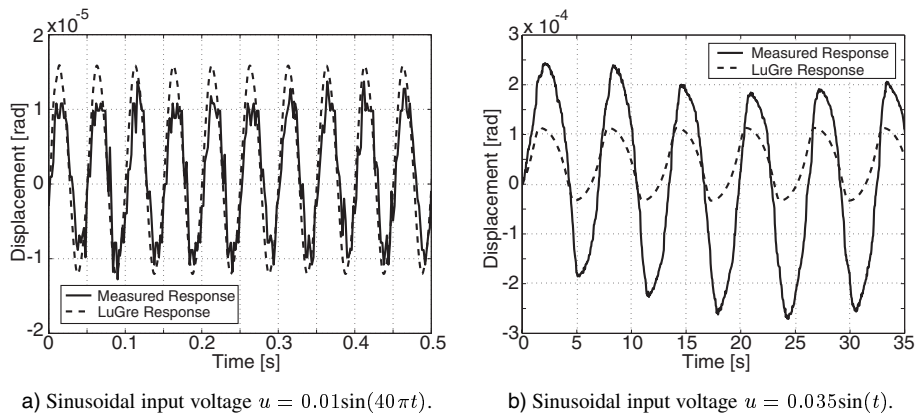 x10⁻⁵
2
1
0
-1
-2
0
0.1
0.2
0.3
0.4
0.5
Displacement [rad]
Time [s]
Measured Response
LuGre Response
a) Sinusoidal input voltage u = 0.01sin(40πt).
x10⁻⁴
3
2
1
0
-1
-2
-3
0
5
10
15
20
25
30
35
Displacement [rad]
Time [s]
Measured Response
LuGre Response
b) Sinusoidal input voltage u = 0.035sin(t).